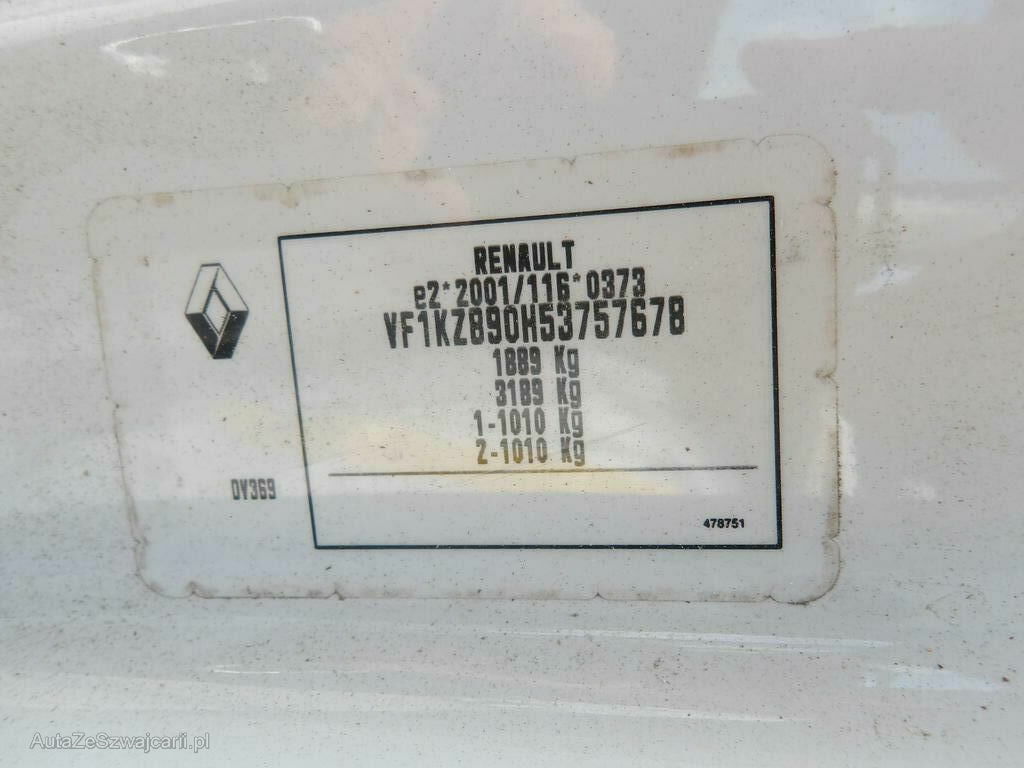 RENAULT
e2*2001/116*0373
VF1KZ890H53757678
1889 Kg
3189 Kg
1-1010 Kg
2-1010 Kg
DV369
478751
AutaZeSzwajcarii.pl